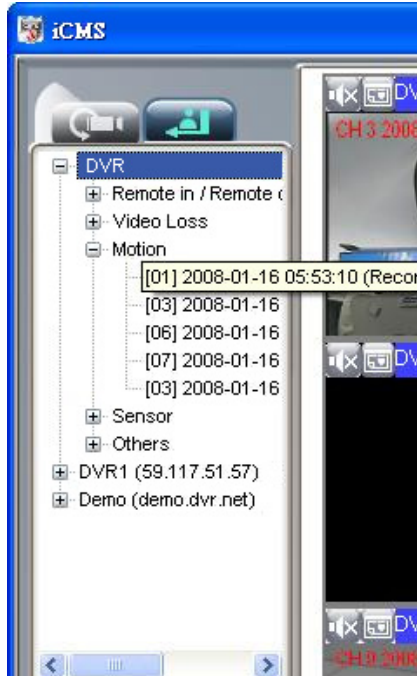 iCMS
DV
CH 3 2008
DVR
Remote in / Remote
Video Loss
Motion
[01] 2008-01-16 05:53:10 (Recor
[03] 2008-01-16
[06] 2008-01-16
[07] 2008-01-16
[03] 2008-01-16
DV
Sensor
Others
DVR1 (59.117.51.57)
Demo (demo.dvr.net)
DV
CH 9 2008